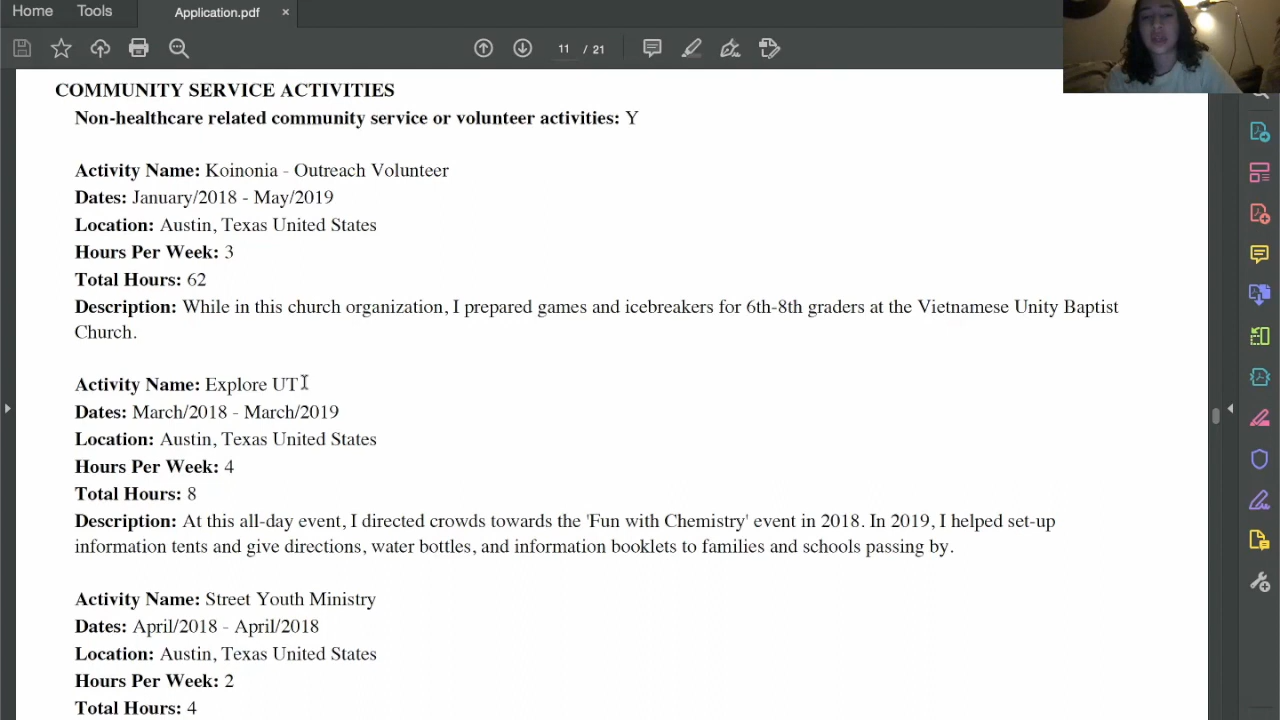 Home Tools Application.pdf ×
11 / 21
COMMUNITY SERVICE ACTIVITIES
Non-healthcare related community service or volunteer activities: Y
Activity Name: Koinonia - Outreach Volunteer
Dates: January/2018 - May/2019
Location: Austin, Texas United States
Hours Per Week: 3
Total Hours: 62
Description: While in this church organization, I prepared games and icebreakers for 6th-8th graders at the Vietnamese Unity Baptist
Church.
Activity Name: Explore UT
Dates: March/2018 - March/2019
Location: Austin, Texas United States
Hours Per Week: 4
Total Hours: 8
Description: At this all-day event, I directed crowds towards the 'Fun with Chemistry' event in 2018. In 2019, I helped set-up
information tents and give directions, water bottles, and information booklets to families and schools passing by.
Activity Name: Street Youth Ministry
Dates: April/2018 - April/2018
Location: Austin, Texas United States
Hours Per Week: 2
Total Hours: 4